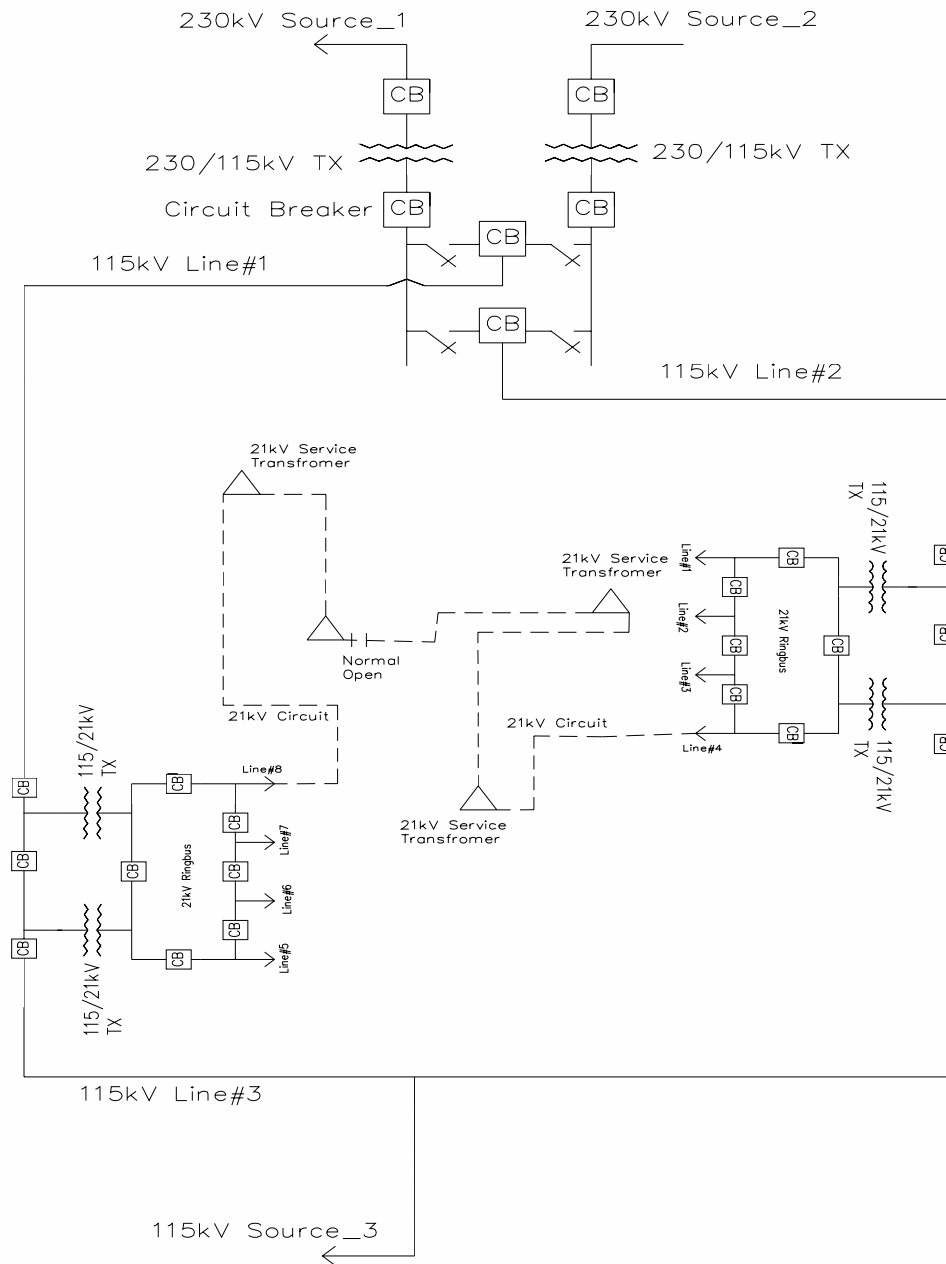 230kV Source_1
230kV Source_2
CB
CB
230/115kV TX
230/115kV TX
Circuit Breaker
CB
CB
CB
115kV Line#1
CB
115kV Line#2
21kV Service
Transfromer
115/21kV
TX
21kV Service
Transfromer
Line#1
CB
CB
CB
Line#2
21kV Ringbus
CB
CB
CB
Line#3
CB
Normal
Open
21kV Circuit
21kV Circuit
Line#4
CB
CB
TX
115/21kV
115/21kV
TX
Line#8
CB
CB
21kV Service
Transfromer
CB
Line#7
CB
CB
21kV Ringbus
CB
Line#6
CB
CB
CB
Line#5
115/21kV
TX
115kV Line#3
115kV Source_3